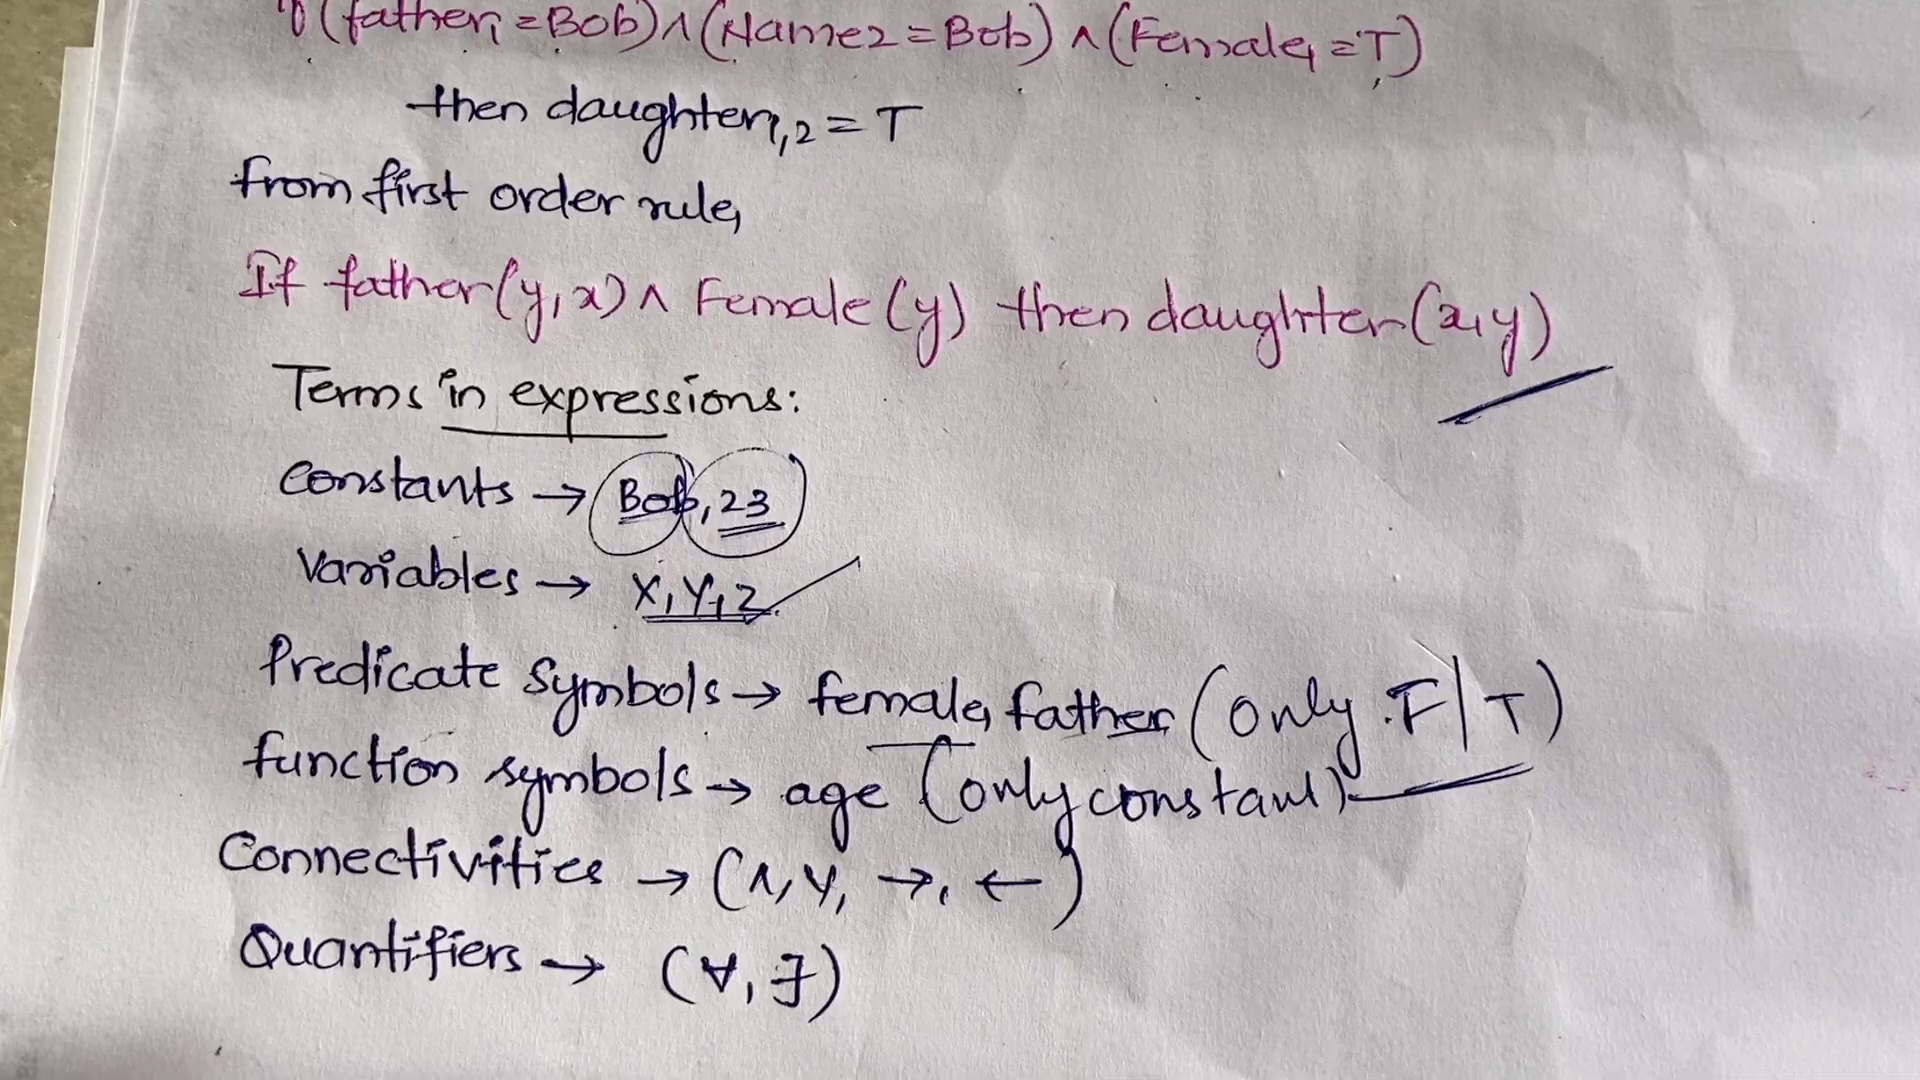 If (father1 = Bob) ∧ (Name2 = Bob) ∧ (Female1 = T)
then daughter1,2 = T
from first order rule,
If father(y,x) ∧ Female(y) then daughter(x,y)
Terms in expressions:
Constants → Bob, 23
Variables → X, Y, Z
Predicate Symbols → female, father (only F/T)
function symbols → age (only constant)
Connectivities → (∧, ∨, →, ←)
Quantifiers → (∀, ∃)